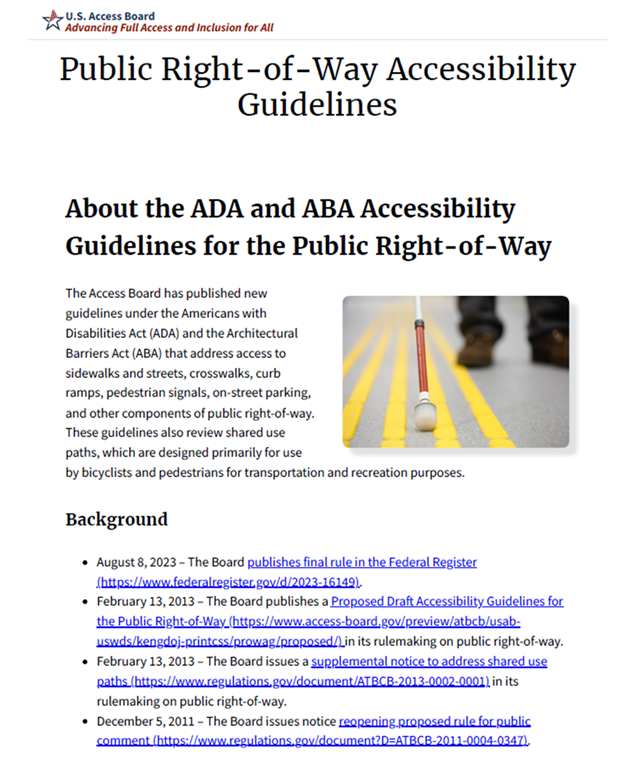 U.S. Access Board
Advancing Full Access and Inclusion for All
Public Right-of-Way Accessibility
Guidelines
About the ADA and ABA Accessibility
Guidelines for the Public Right-of-Way
The Access Board has published new
guidelines under the Americans with
Disabilities Act (ADA) and the Architectural
Barriers Act (ABA) that address access to
sidewalks and streets, crosswalks, curb
ramps, pedestrian signals, on-street parking,
and other components of public right-of-way.
These guidelines also review shared use
paths, which are designed primarily for use
by bicyclists and pedestrians for transportation and recreation purposes.
Background
• August 8, 2023 – The Board publishes final rule in the Federal Register
(https://www.federalregister.gov/d/2023-16149).
• February 13, 2013 – The Board publishes a Proposed Draft Accessibility Guidelines for
the Public Right-of-Way (https://www.access-board.gov/preview/atbcb/usab-
uswds/kengdoj-printcss/prowag/proposed/) in its rulemaking on public right-of-way.
• February 13, 2013 – The Board issues a supplemental notice to address shared use
paths (https://www.regulations.gov/document/ATBCB-2013-0002-0001) in its
rulemaking on public right-of-way.
• December 5, 2011 – The Board issues notice reopening proposed rule for public
comment (https://www.regulations.gov/document?D=ATBCB-2011-0004-0347).